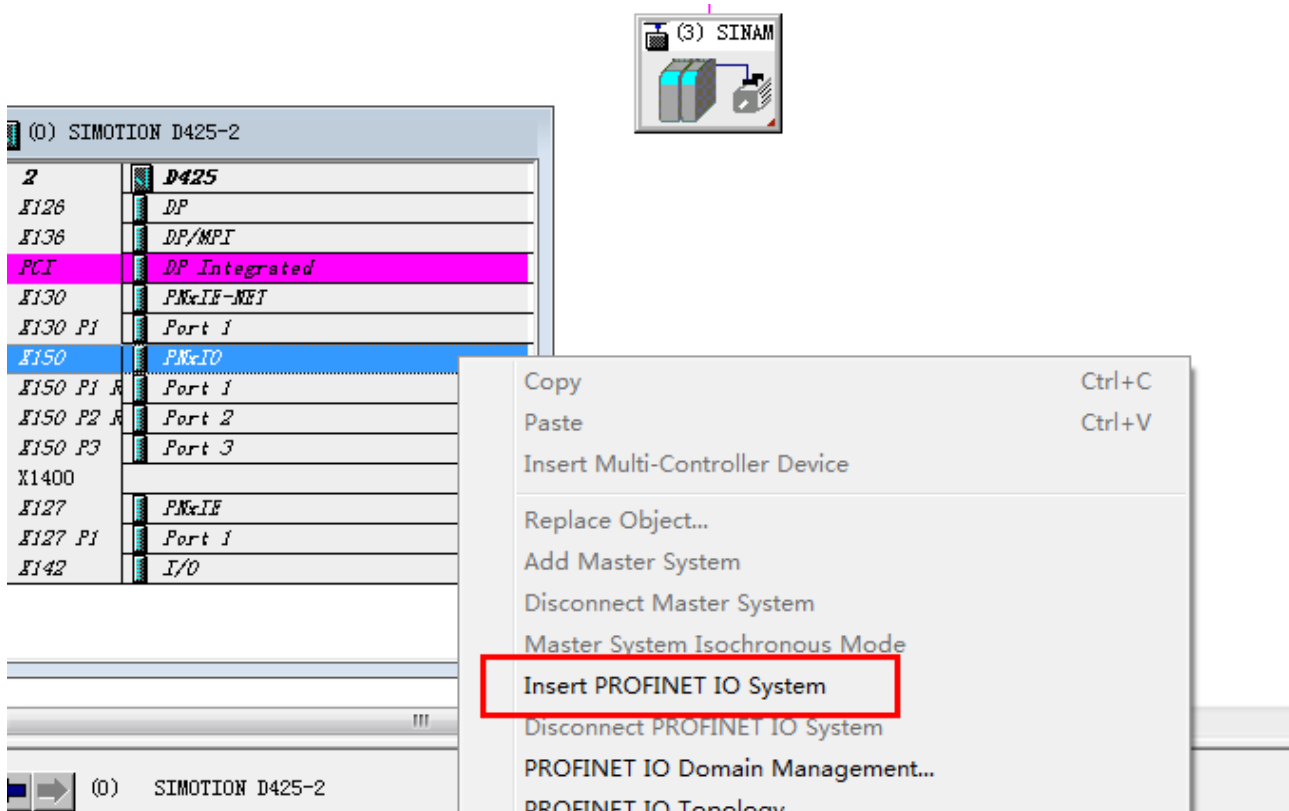 (3) SINAM
(0) SIMOTION D425-2
2 D425
X126 DP
X136 DP/MPI
PCI DP Integrated
X130 PNxIE-NET
X130 P1 Port 1
X150 PNxIO
X150 P1 R Port 1
X150 P2 R Port 2
X150 P3 Port 3
X1400
X127 PNxIE
X127 P1 Port 1
X142 I/O
Copy Ctrl+C
Paste Ctrl+V
Insert Multi-Controller Device
Replace Object...
Add Master System
Disconnect Master System
Master System Isochronous Mode
Insert PROFINET IO System
Disconnect PROFINET IO System
PROFINET IO Domain Management...
PROFINET IO Topology
(0) SIMOTION D425-2